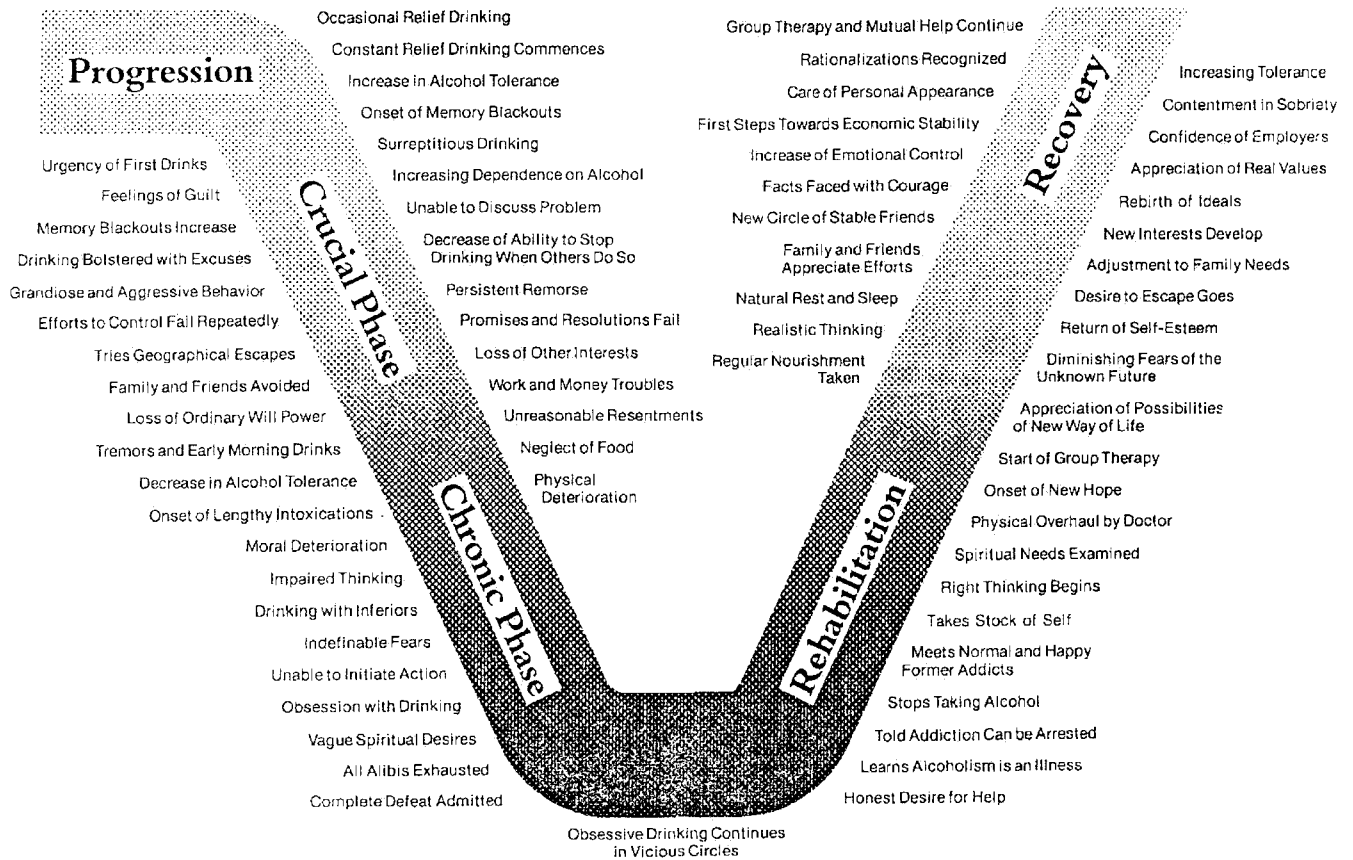 Progression
Occasional Relief Drinking
Constant Relief Drinking Commences
Increase in Alcohol Tolerance
Onset of Memory Blackouts
Surreptitious Drinking
Increasing Dependence on Alcohol
Unable to Discuss Problem
Decrease of Ability to Stop
Drinking When Others Do So
Persistent Remorse
Promises and Resolutions Fail
Loss of Other Interests
Work and Money Troubles
Unreasonable Resentments
Neglect of Food
Physical
Deterioration
Urgency of First Drinks
Feelings of Guilt
Memory Blackouts Increase
Drinking Bolstered with Excuses
Grandiose and Aggressive Behavior
Efforts to Control Fail Repeatedly
Tries Geographical Escapes
Family and Friends Avoided
Loss of Ordinary Will Power
Tremors and Early Morning Drinks
Decrease in Alcohol Tolerance
Onset of Lengthy Intoxications
Moral Deterioration
Impaired Thinking
Drinking with Inferiors
Indefinable Fears
Unable to Initiate Action
Obsession with Drinking
Vague Spiritual Desires
All Alibis Exhausted
Complete Defeat Admitted
Crucial Phase
Chronic Phase
Obsessive Drinking Continues
in Vicious Circles
Rehabilitation
Recovery
Group Therapy and Mutual Help Continue
Rationalizations Recognized
Care of Personal Appearance
First Steps Towards Economic Stability
Increase of Emotional Control
Facts Faced with Courage
New Circle of Stable Friends
Family and Friends
Appreciate Efforts
Natural Rest and Sleep
Realistic Thinking
Regular Nourishment
Taken
Increasing Tolerance
Contentment in Sobriety
Confidence of Employers
Appreciation of Real Values
Rebirth of Ideals
New Interests Develop
Adjustment to Family Needs
Desire to Escape Goes
Return of Self-Esteem
Diminishing Fears of the
Unknown Future
Appreciation of Possibilities
of New Way of Life
Start of Group Therapy
Onset of New Hope
Physical Overhaul by Doctor
Spiritual Needs Examined
Right Thinking Begins
Takes Stock of Self
Meets Normal and Happy
Former Addicts
Stops Taking Alcohol
Told Addiction Can be Arrested
Learns Alcoholism is an Illness
Honest Desire for Help